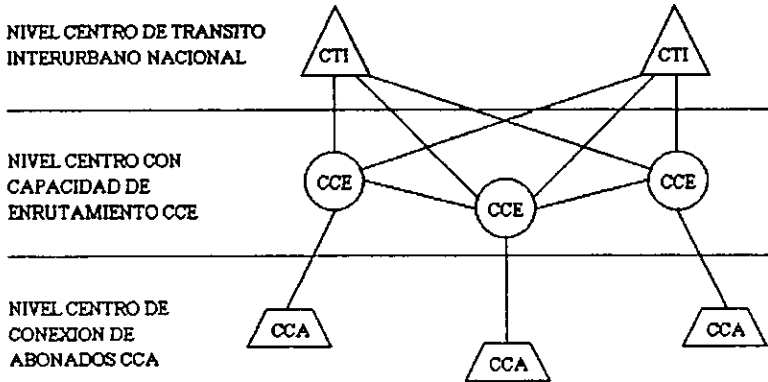 NIVEL CENTRO DE TRANSITO
INTERURBANO NACIONAL
CTI
CTI
NIVEL CENTRO CON
CAPACIDAD DE
ENRUTAMIENTO CCE
CCE
CCE
CCE
NIVEL CENTRO DE
CONEXION DE
ABONADOS CCA
CCA
CCA
CCA